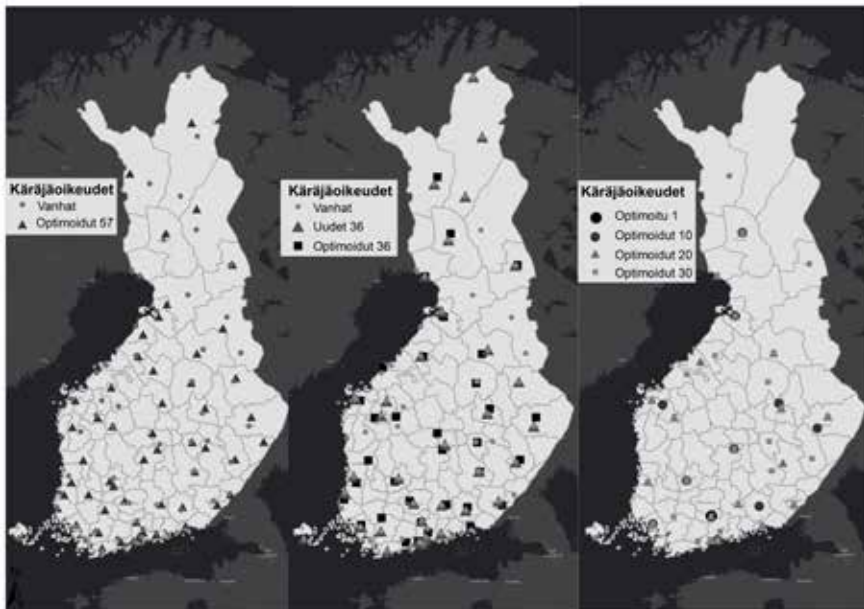 Käräjäoikeudet
Vanhat
Optimoidut 57
Käräjäoikeudet
Vanhat
Uudet 36
Optimoidut 36
Käräjäoikeudet
Optimoitu 1
Optimoidut 10
Optimoidut 20
Optimoidut 30